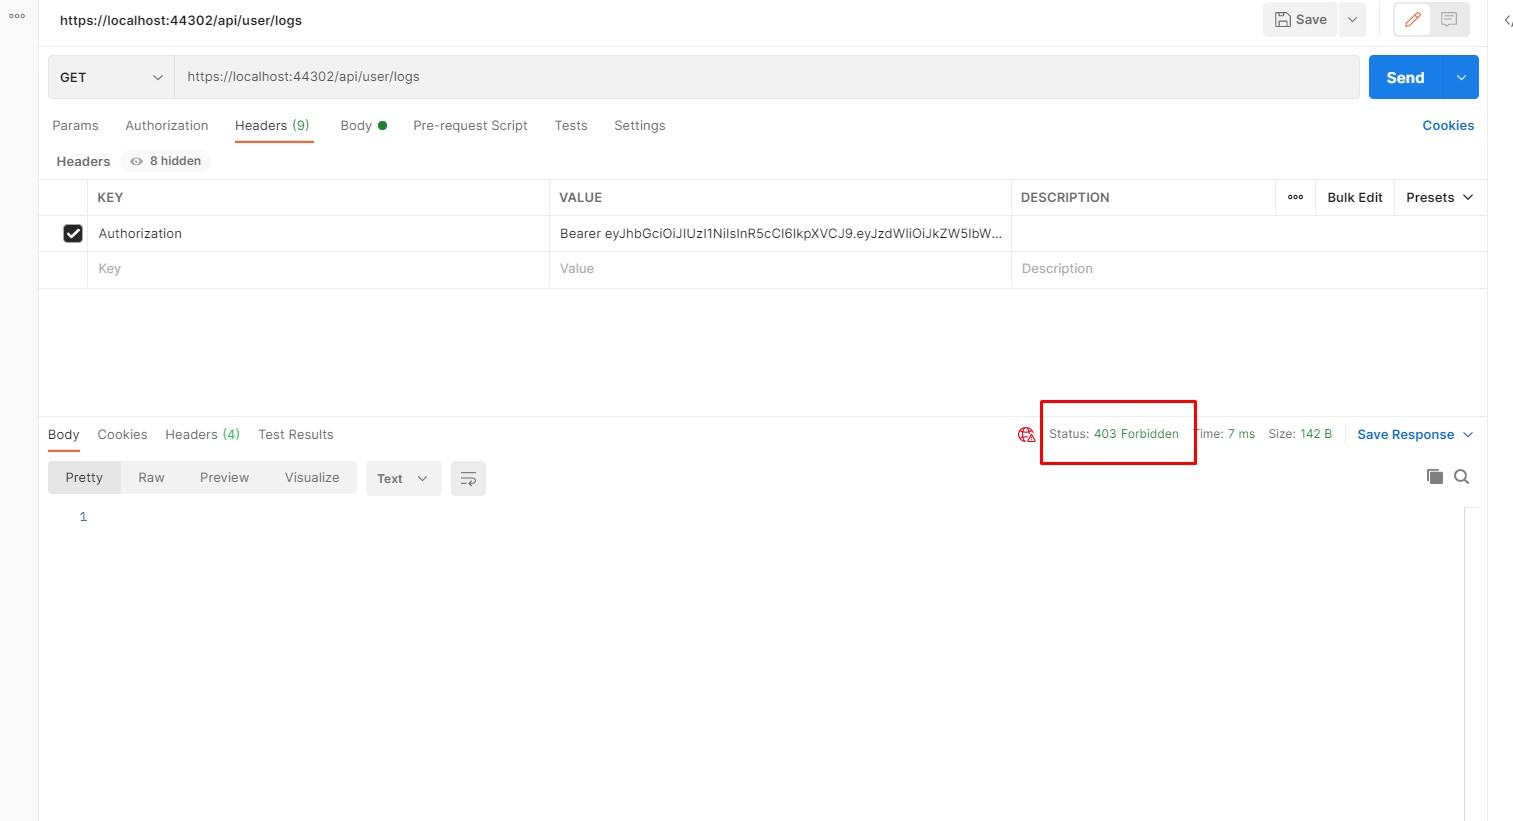 https://localhost:44302/api/user/logs
Save
GET
https://localhost:44302/api/user/logs
Send
Params Authorization Headers (9) Body Pre-request Script Tests Settings Cookies
Headers 8 hidden
KEY VALUE DESCRIPTION Bulk Edit Presets
Authorization Bearer eyJhbGciOiJIUzI1NiIsInR5cCI6IkpXVCJ9.eyJzdWIiOiJkZW5lbW...
Key Value Description
Body Cookies Headers (4) Test Results Status: 403 Forbidden Time: 7 ms Size: 142 B Save Response
Pretty Raw Preview Visualize Text
1